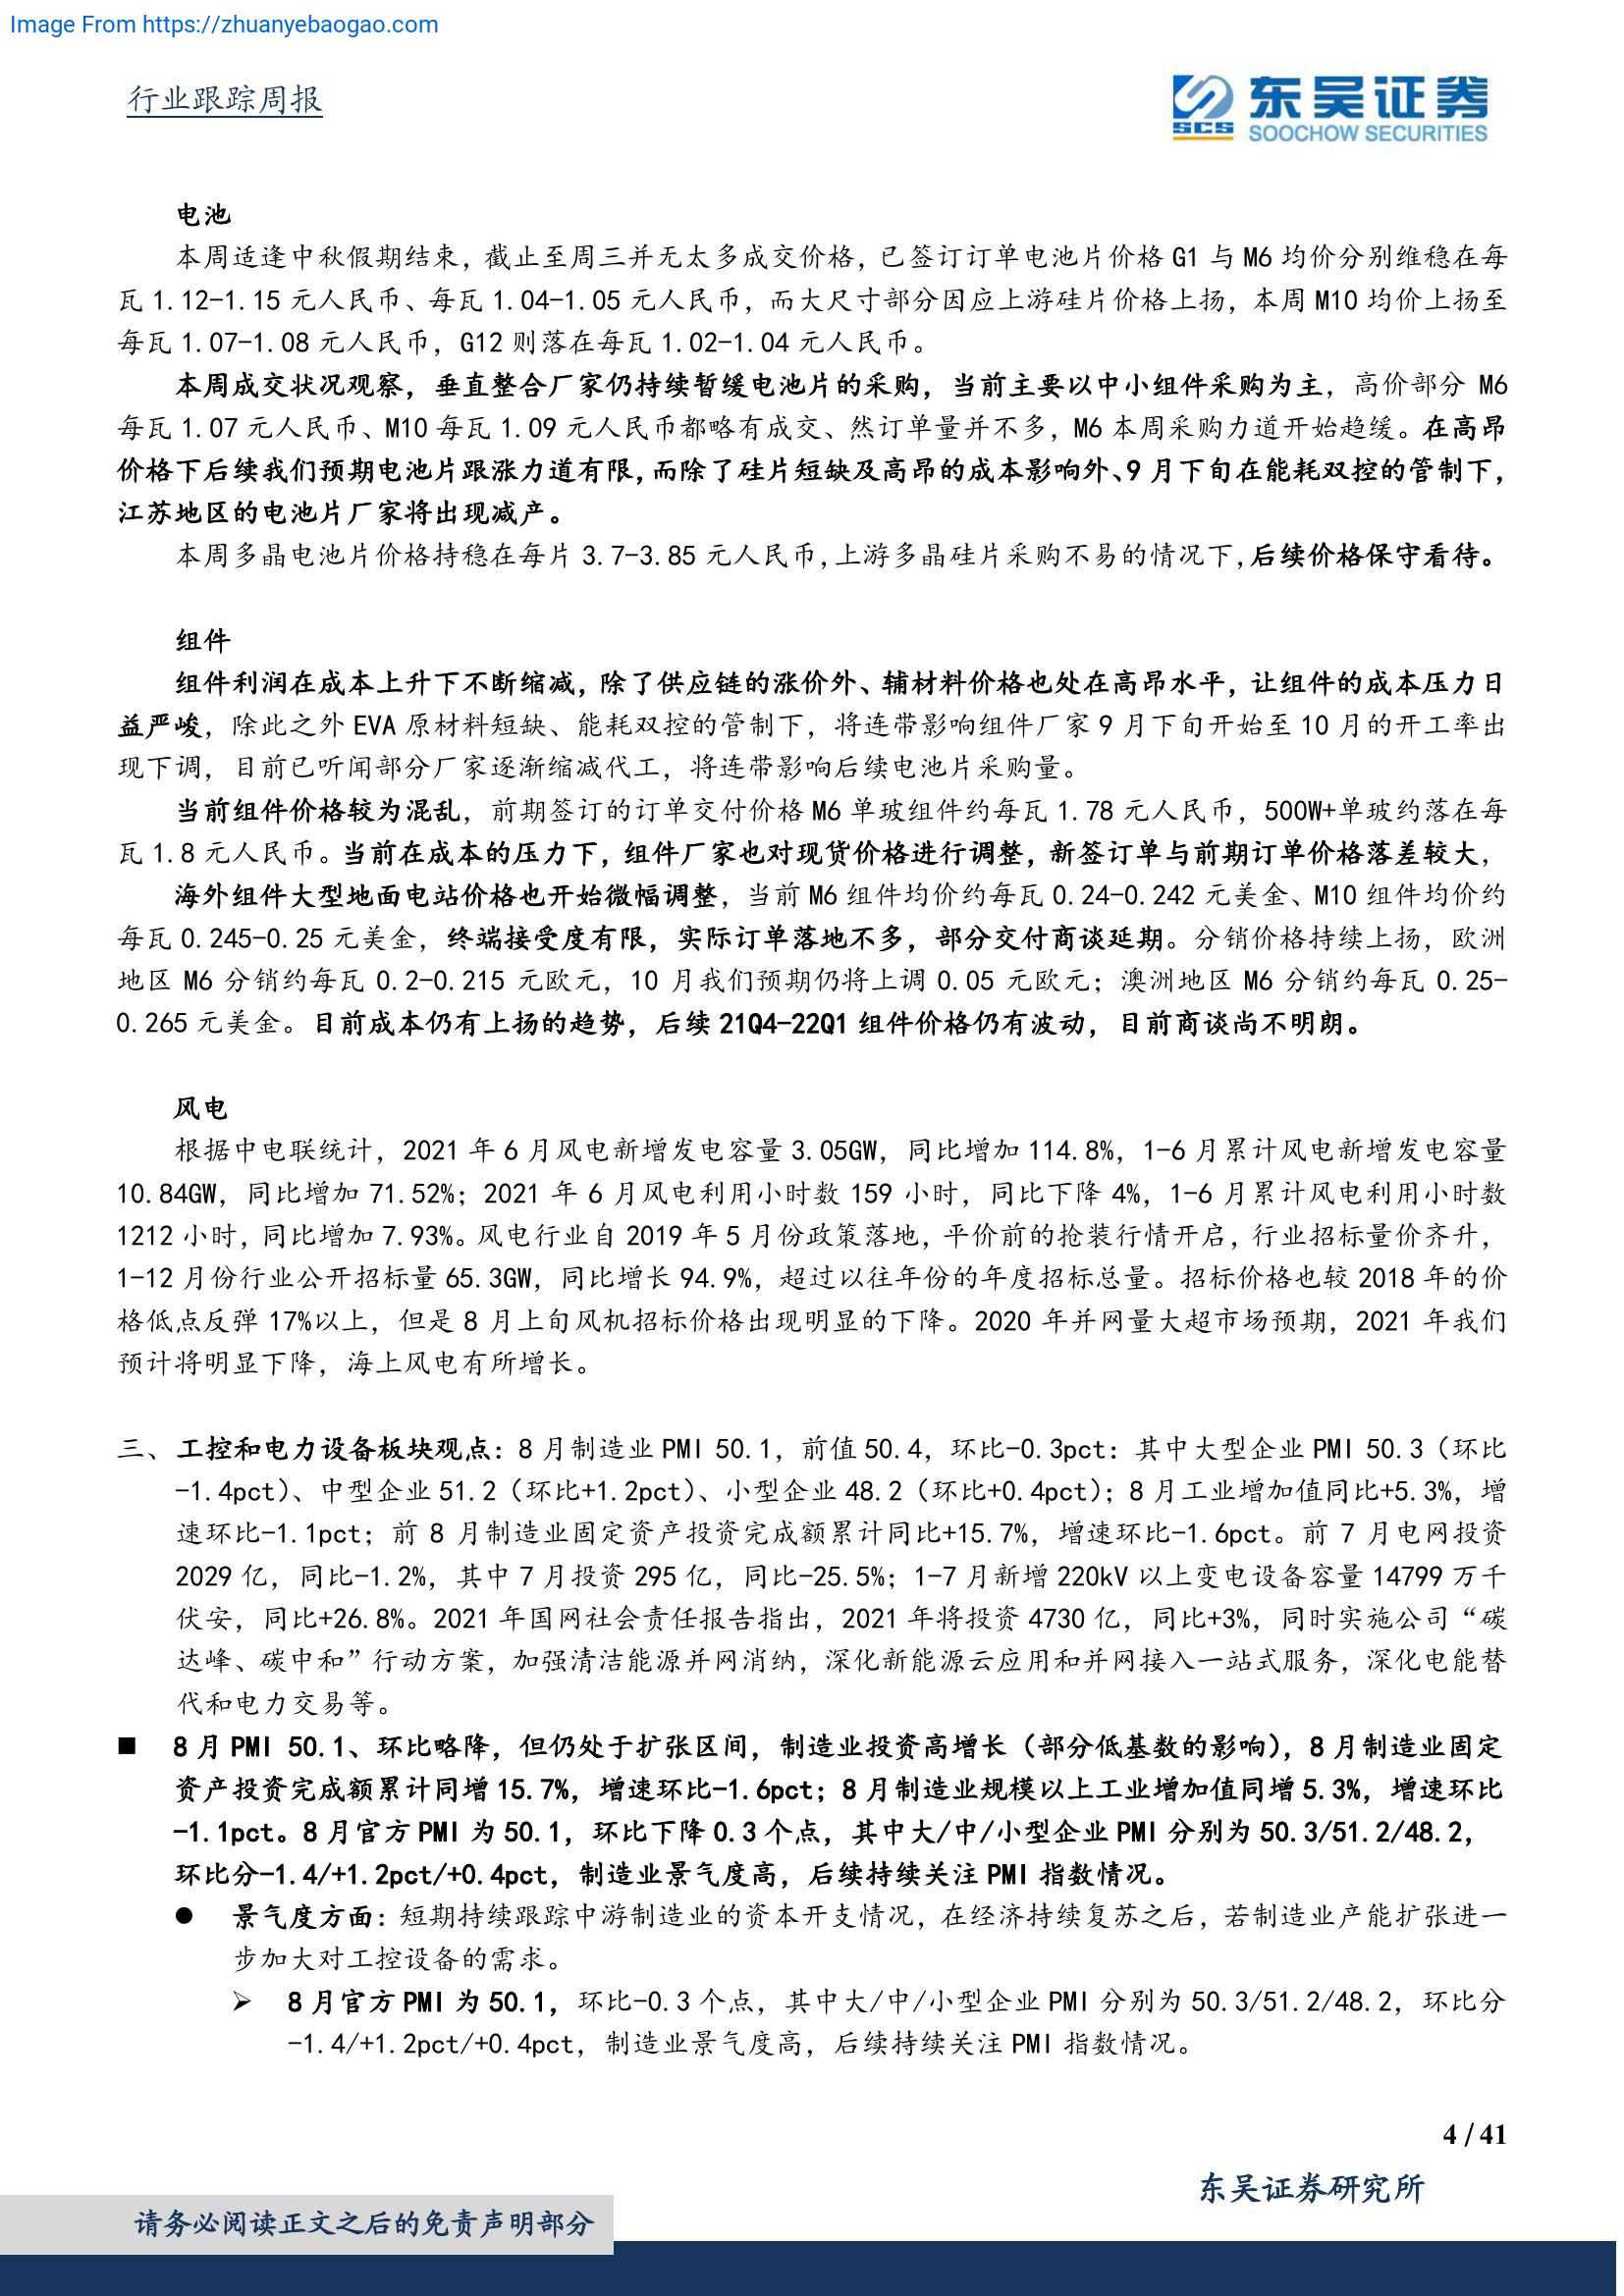 Image From https://zhuanyebaogao.com
行业跟踪周报
东吴证券
SCS
SOOCHOW SECURITIES
电池
本周适逢中秋假期结束，截止至周三并无太多成交价格，已签订订单电池片价格 G1 与 M6 均价分别维稳在每
瓦 1.12-1.15 元人民币、每瓦 1.04-1.05 元人民币，而大尺寸部分因应上游硅片价格上扬，本周 M10 均价上扬至
每瓦 1.07-1.08 元人民币，G12 则落在每瓦 1.02-1.04 元人民币。
本周成交状况观察，垂直整合厂家仍持续暂缓电池片的采购，当前主要以中小组件采购为主，高价部分 M6
每瓦 1.07 元人民币、M10 每瓦 1.09 元人民币都略有成交、然订单量并不多，M6 本周采购力道开始趋缓。在高昂
价格下后续我们预期电池片跟涨力道有限，而除了硅片短缺及高昂的成本影响外、9 月下旬在能耗双控的管制下，
江苏地区的电池片厂家将出现减产。
本周多晶电池片价格持稳在每片 3.7-3.85 元人民币，上游多晶硅片采购不易的情况下，后续价格保守看待。
组件
组件利润在成本上升下不断缩减，除了供应链的涨价外、辅材料价格也处在高昂水平，让组件的成本压力日
益严峻，除此之外 EVA 原材料短缺、能耗双控的管制下，将连带影响组件厂家 9 月下旬开始至 10 月的开工率出
现下调，目前已听闻部分厂家逐渐缩减代工，将连带影响后续电池片采购量。
当前组件价格较为混乱，前期签订的订单交付价格 M6 单玻组件约每瓦 1.78 元人民币，500W+单玻约落在每
瓦 1.8 元人民币。当前在成本的压力下，组件厂家也对现货价格进行调整，新签订单与前期订单价格落差较大，
海外组件大型地面电站价格也开始微幅调整，当前 M6 组件均价约每瓦 0.24-0.242 元美金、M10 组件均价约
每瓦 0.245-0.25 元美金，终端接受度有限，实际订单落地不多，部分交付商谈延期。分销价格持续上扬，欧洲
地区 M6 分销约每瓦 0.2-0.215 元欧元，10 月我们预期仍将上调 0.05 元欧元；澳洲地区 M6 分销约每瓦 0.25-
0.265 元美金。目前成本仍有上扬的趋势，后续 21Q4-22Q1 组件价格仍有波动，目前商谈尚不明朗。
风电
根据中电联统计，2021 年 6 月风电新增发电容量 3.05GW，同比增加 114.8%，1-6 月累计风电新增发电容量
10.84GW，同比增加 71.52%；2021 年 6 月风电利用小时数 159 小时，同比下降 4%，1-6 月累计风电利用小时数
1212 小时，同比增加 7.93%。风电行业自 2019 年 5 月份政策落地，平价前的抢装行情开启，行业招标量价齐升，
1-12 月份行业公开招标量 65.3GW，同比增长 94.9%，超过以往年份的年度招标总量。招标价格也较 2018 年的价
格低点反弹 17%以上，但是 8 月上旬风机招标价格出现明显的下降。2020 年并网量大超市场预期，2021 年我们
预计将明显下降，海上风电有所增长。
三、工控和电力设备板块观点：8 月制造业 PMI 50.1，前值 50.4，环比-0.3pct：其中大型企业 PMI 50.3（环比
-1.4pct）、中型企业 51.2（环比+1.2pct）、小型企业 48.2（环比+0.4pct）；8 月工业增加值同比+5.3%，增
速环比-1.1pct；前 8 月制造业固定资产投资完成额累计同比+15.7%，增速环比-1.6pct。前 7 月电网投资
2029 亿，同比-1.2%，其中 7 月投资 295 亿，同比-25.5%；1-7 月新增 220kV 以上变电设备容量 14799 万千
伏安，同比+26.8%。2021 年国网社会责任报告指出，2021 年将投资 4730 亿，同比+3%，同时实施公司“碳
达峰、碳中和”行动方案，加强清洁能源并网消纳，深化新能源云应用和并网接入一站式服务，深化电能替
代和电力交易等。
■ 8 月 PMI 50.1、环比略降，但仍处于扩张区间，制造业投资高增长（部分低基数的影响），8 月制造业固定
资产投资完成额累计同增 15.7%，增速环比-1.6pct；8 月制造业规模以上工业增加值同增 5.3%，增速环比
-1.1pct。8 月官方 PMI 为 50.1，环比下降 0.3 个点，其中大/中/小型企业 PMI 分别为 50.3/51.2/48.2，
环比分-1.4/+1.2pct/+0.4pct，制造业景气度高，后续持续关注 PMI 指数情况。
● 景气度方面：短期持续跟踪中游制造业的资本开支情况，在经济持续复苏之后，若制造业产能扩张进一
步加大对工控设备的需求。
➢ 8 月官方 PMI 为 50.1，环比-0.3 个点，其中大/中/小型企业 PMI 分别为 50.3/51.2/48.2，环比分
-1.4/+1.2pct/+0.4pct，制造业景气度高，后续持续关注 PMI 指数情况。
4 / 41
东吴证券研究所
请务必阅读正文之后的免责声明部分